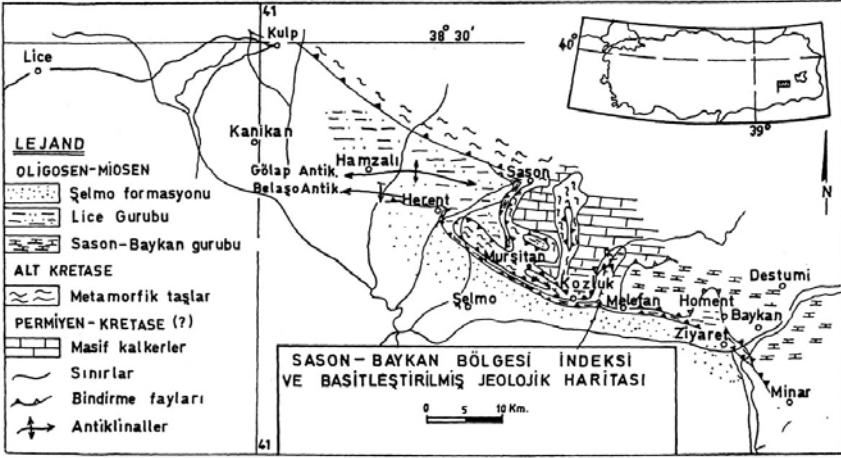 41
Kulp
38° 30'
Lice
40°
39°
Kanikan
LEJAND
OLIGOSEN-MİOSEN
Şelmo formasyonu
Lice Gurubu
Sason-Baykan gurubu
ALT KRETASE
Metamorfik taşlar
PERMİYEN-KRETASE (?)
Masif kalkerler
Sınırlar
Bindirme fayları
Antiklinaller
Hamzalı
Gölap Antik.
Belaşo Antik
Herent
Sason
N
Murşitan
Kozluk
Şelmo
Melefan
Homent
Destumi
Baykan
Ziyaret
Minar
SASON-BAYKAN BÖLGESİ İNDEKSİ
VE BASİTLEŞTİRİLMİŞ JEOLOJİK HARİTASI
0 5 10 Km.
41